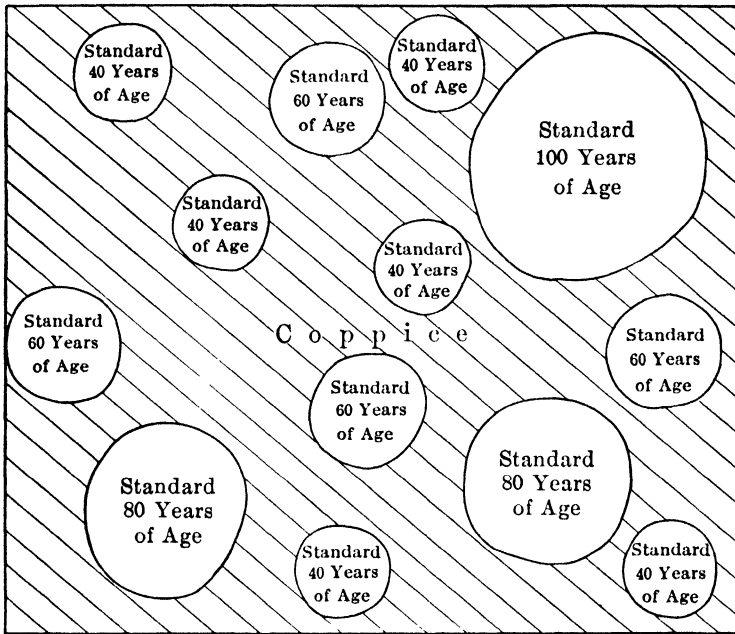 Standard
40 Years
of Age
Standard
60 Years
of Age
Standard
40 Years
of Age
Standard
100 Years
of Age
Standard
40 Years
of Age
Standard
40 Years
of Age
Standard
60 Years
of Age
Coppice
Standard
60 Years
of Age
Standard
60 Years
of Age
Standard
80 Years
of Age
Standard
80 Years
of Age
Standard
40 Years
of Age
Standard
40 Years
of Age